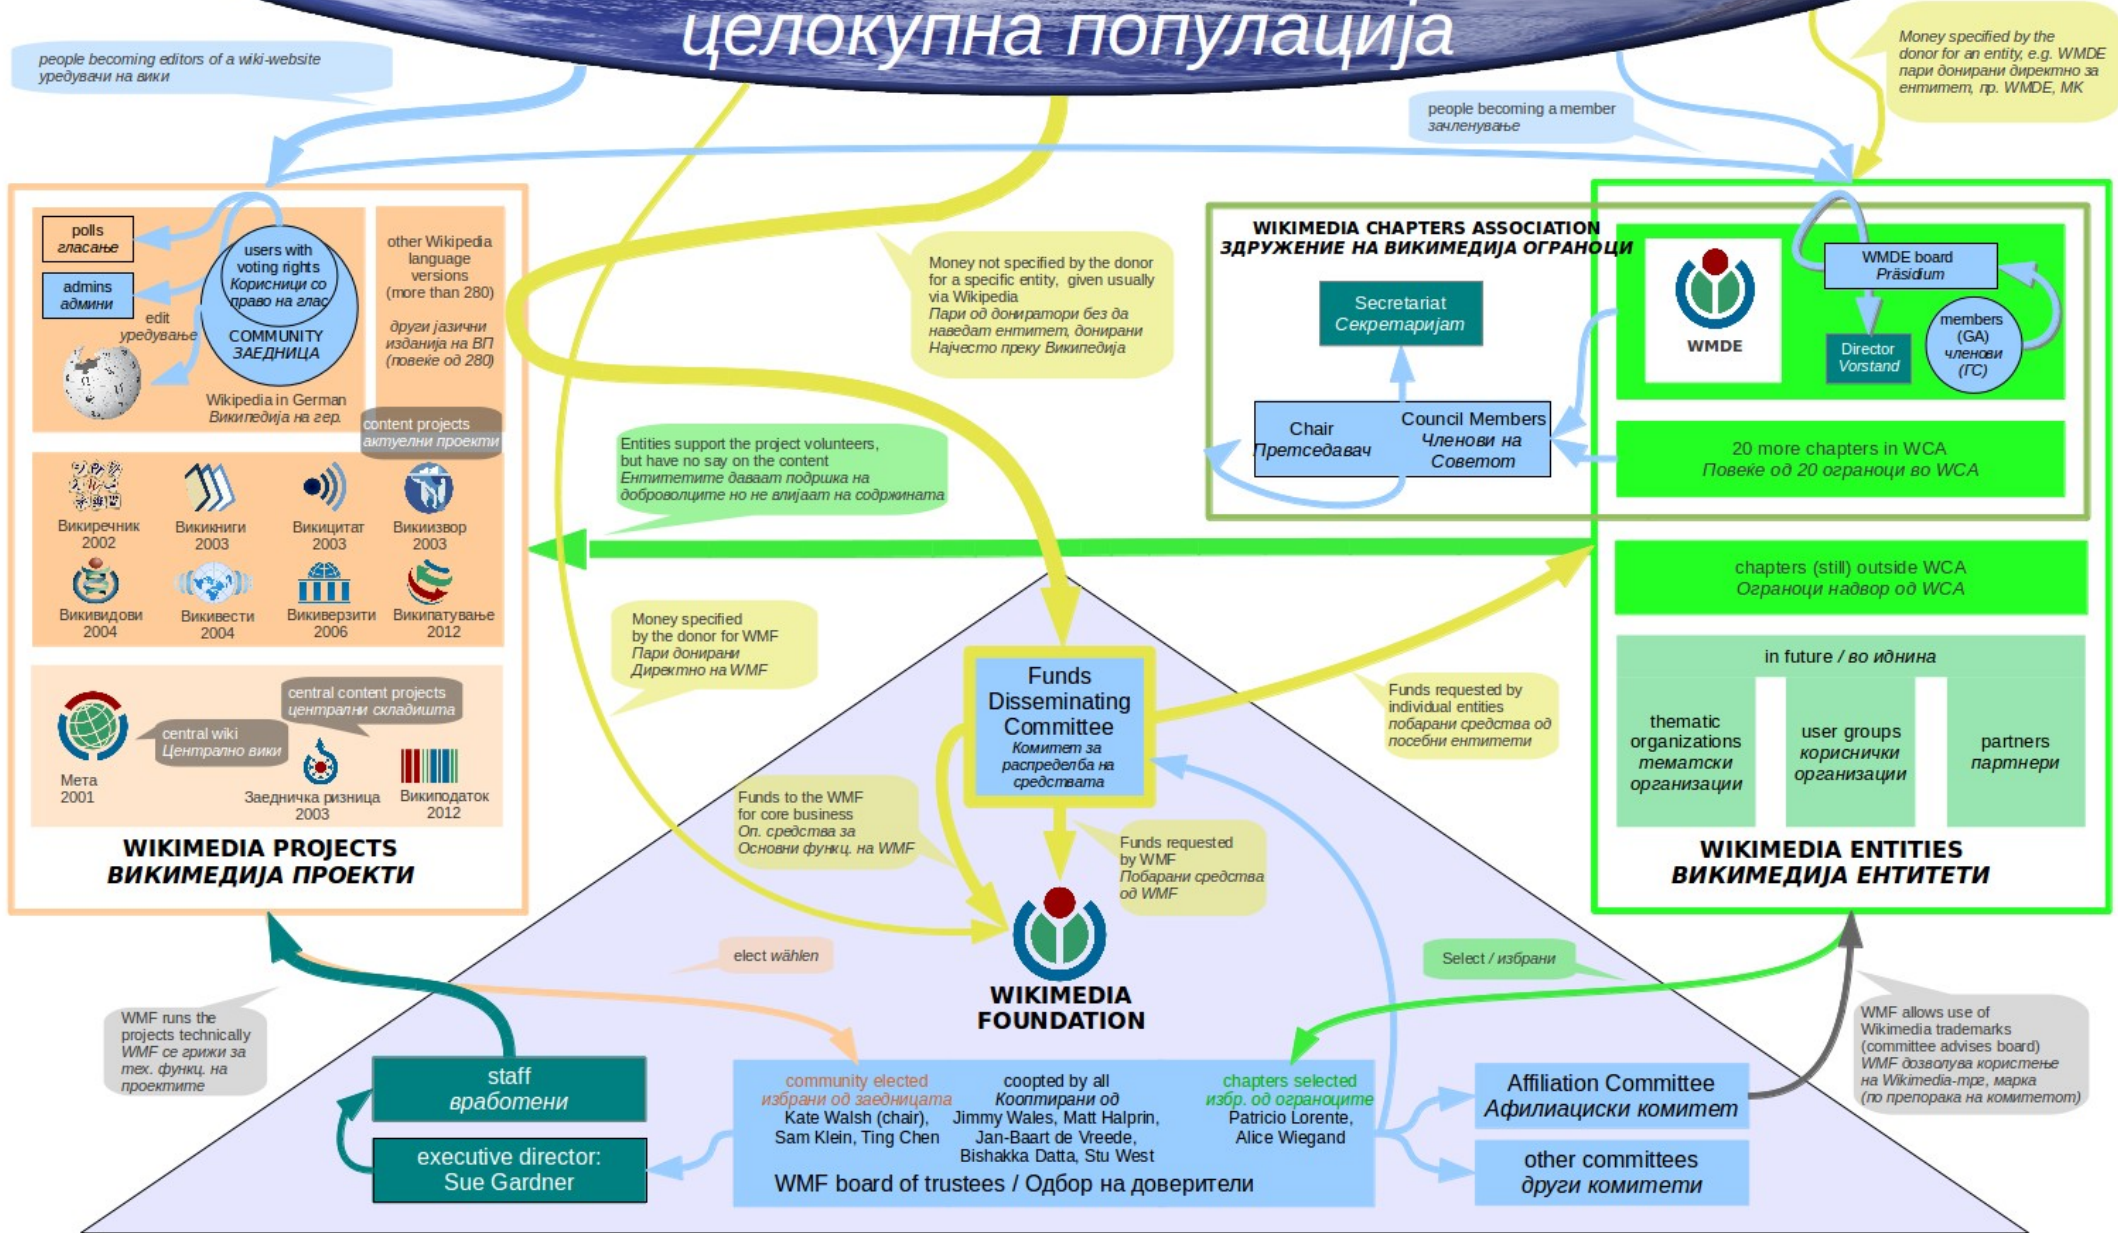 целокупна популација
people becoming editors of a wiki-website
уредувачи на вики
Money specified by the
donor for an entity, e.g. WMDE
пари донирани директно за
ентитет, пр. WMDE, МК
people becoming a member
зачленување
polls
гласање
admins
админи
edit
уредување
users with
voting rights
Корисници со
право на глас
COMMUNITY
ЗАЕДНИЦА
Wikipedia in German
Википедија на гер.
other Wikipedia
language
versions
(more than 280)
други јазични
изданија на ВП
(повеќе од 280)
content projects
актуелни проекти
Викиречник
2002
Викикниги
2003
Викицитат
2003
Викиизвор
2003
Викивидови
2004
Викивести
2004
Викиверзити
2006
Википатување
2012
central content projects
централни складишта
central wiki
Централно вики
Мета
2001
Заедничка ризница
2003
Википодаток
2012
WIKIMEDIA PROJECTS
ВИКИМЕДИЈА ПРОЕКТИ
Money not specified by the donor
for a specific entity, given usually
via Wikipedia
Пари од дониратори без да
наведат ентитет, донирани
Најчесто преку Википедија
Entities support the project volunteers,
but have no say on the content
Ентитетите даваат подршка на
доброволците но не влијаат на содржината
WIKIMEDIA CHAPTERS ASSOCIATION
ЗДРУЖЕНИЕ НА ВИКИМЕДИЈА ОГРАНОЦИ
Secretariat
Секретаријат
Chair
Претседавач
Council Members
Членови на
Советот
WMDE
WMDE board
Präsidium
Director
Vorstand
members
(GA)
членови
(ГС)
20 more chapters in WCA
Повеќе од 20 ограноци во WCA
chapters (still) outside WCA
Ограноци надвор од WCA
in future / во иднина
thematic
organizations
тематски
организации
user groups
кориснички
организации
partners
партнери
WIKIMEDIA ENTITIES
ВИКИМЕДИЈА ЕНТИТЕТИ
Money specified
by the donor for WMF
Пари донирани
Директно на WMF
Funds
Disseminating
Committee
Комитет за
распределба на
средствата
Funds requested by
individual entities
побарани средства од
посебни ентитети
Funds to the WMF
for core business
Оп. средства за
Основни функц. на WMF
Funds requested
by WMF
Побарани средства
од WMF
WIKIMEDIA
FOUNDATION
elect wählen
Select / избрани
WMF runs the
projects technically
WMF се грижи за
тех. функц. на
проектите
WMF allows use of
Wikimedia trademarks
(committee advises board)
WMF дозволува користење
на Wikimedia-трг, марка
(по препорака на комитетот)
staff
вработени
executive director:
Sue Gardner
community elected
избрани од заедницата
Kate Walsh (chair),
Sam Klein, Ting Chen
coopted by all
Кооптирани од
Jimmy Wales, Matt Halprin,
Jan-Baart de Vreede,
Bishakka Datta, Stu West
chapters selected
избр. од ограноците
Patricio Lorente,
Alice Wiegand
WMF board of trustees / Одбор на доверители
Affiliation Committee
Афилиациски комитет
other committees
други комитети